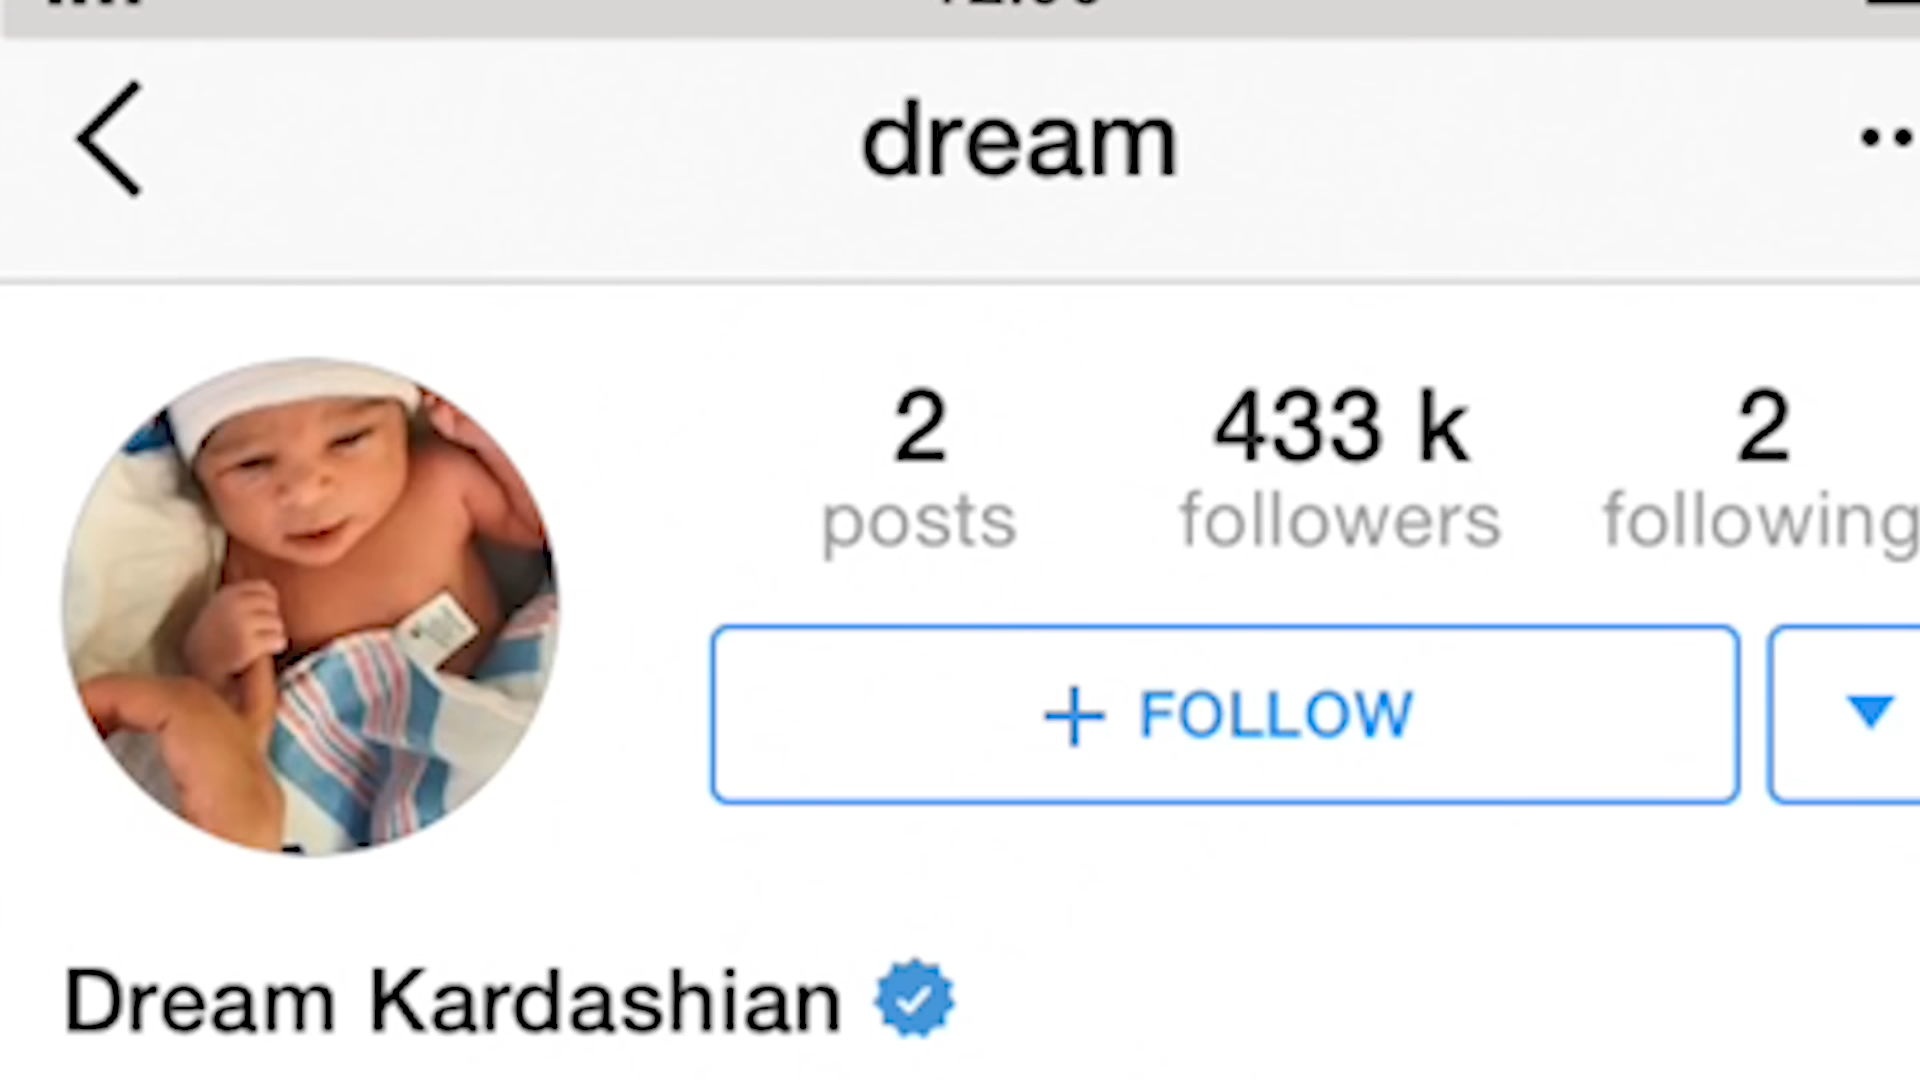 dream
2 433 k 2
posts followers following
+ FOLLOW
Dream Kardashian